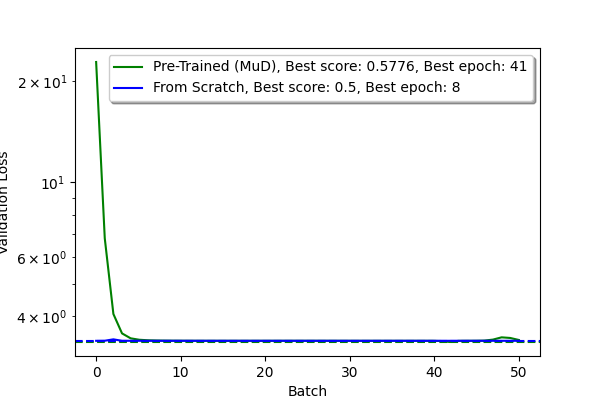 Pre-Trained (MuD), Best score: 0.5776, Best epoch: 41
From Scratch, Best score: 0.5, Best epoch: 8
Validation Loss
2 × 10¹
10¹
6 × 10⁰
4 × 10⁰
0 10 20 30 40 50
Batch